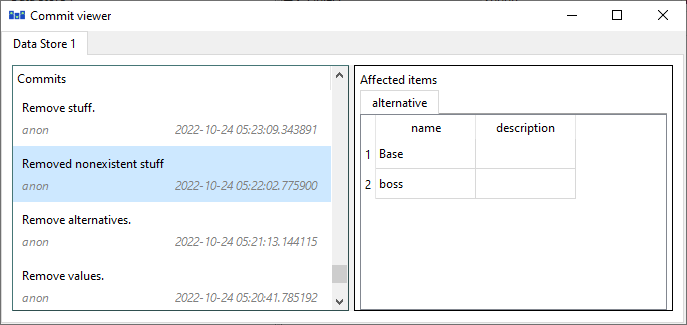 Commit viewer
Data Store 1
Commits
Remove stuff.
anon 2022-10-24 05:23:09.343891
Removed nonexistent stuff
anon 2022-10-24 05:22:02.775900
Remove alternatives.
anon 2022-10-24 05:21:13.144115
Remove values.
anon 2022-10-24 05:20:41.785192
Affected items
alternative
name description
1 Base
2 boss